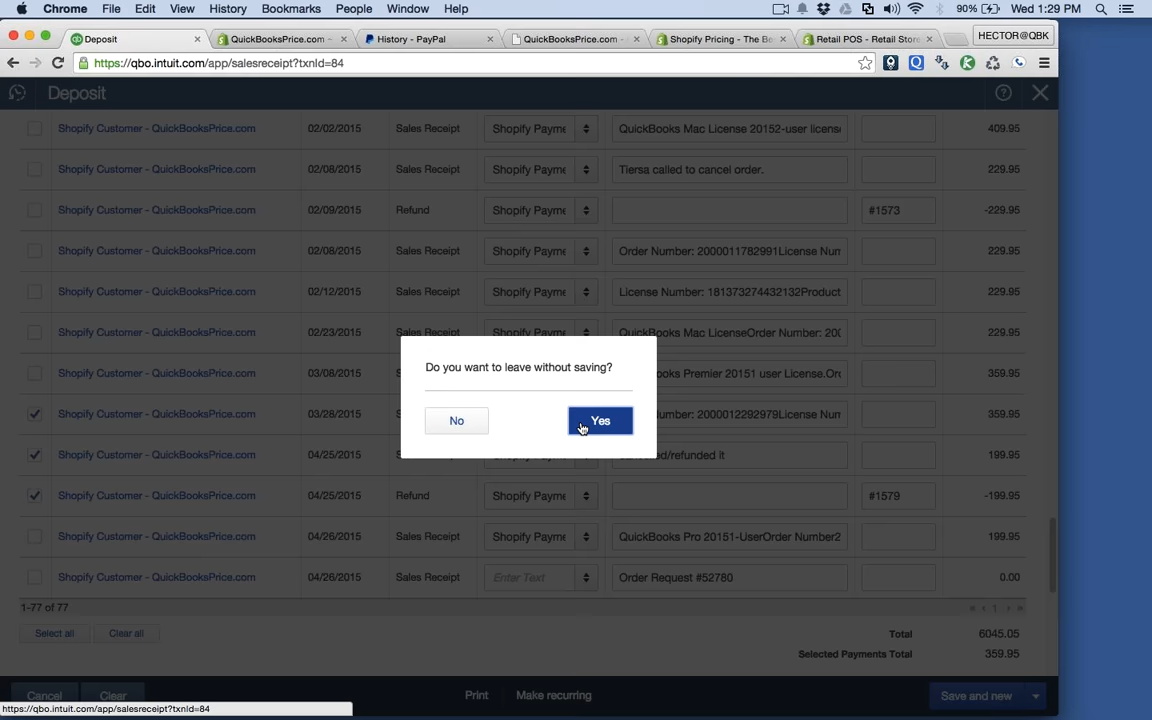 Chrome File Edit View History Bookmarks People Window Help 90% Wed 1:29 PM
Deposit QuickBooksPrice.com - History - PayPal QuickBooksPrice.com - Shopify Pricing - The Be Retail POS - Retail Store HECTOR@QBK
https://qbo.intuit.com/app/salesreceipt?txnId=84
Deposit
Shopify Customer - QuickBooksPrice.com 02/02/2015 Sales Receipt Shopify Payme QuickBooks Mac License 20152-user license 409.95
Shopify Customer - QuickBooksPrice.com 02/08/2015 Sales Receipt Shopify Payme Tiersa called to cancel order. 229.95
Shopify Customer - QuickBooksPrice.com 02/09/2015 Refund Shopify Payme #1573 -229.95
Shopify Customer - QuickBooksPrice.com 02/08/2015 Sales Receipt Shopify Payme Order Number: 2000011782991License Num 229.95
Shopify Customer - QuickBooksPrice.com 02/12/2015 Sales Receipt Shopify Payme License Number: 181373274432132Product 229.95
Shopify Customer - QuickBooksPrice.com 02/23/2015 Sales Receipt Shopify Payme QuickBooks Mac LicenseOrder Number: 200 229.95
Do you want to leave without saving?
Shopify Customer - QuickBooksPrice.com 03/08/2015 S ooks Premier 20151 user License.Or 359.95
Shopify Customer - QuickBooksPrice.com 03/28/2015 S umber: 2000012292979License Num 359.95
No Yes
Shopify Customer - QuickBooksPrice.com 04/25/2015 S ed/refunded it 199.95
Shopify Customer - QuickBooksPrice.com 04/25/2015 Refund Shopify Payme #1579 -199.95
Shopify Customer - QuickBooksPrice.com 04/26/2015 Sales Receipt Shopify Payme QuickBooks Pro 20151-UserOrder Number2 199.95
Shopify Customer - QuickBooksPrice.com 04/26/2015 Sales Receipt Enter Text Order Request #52780 0.00
1-77 of 77 1
Select all Clear all Total 6045.05
Selected Payments Total 359.95
Cancel Clear Print Make recurring Save and new
https://qbo.intuit.com/app/salesreceipt?txnId=84